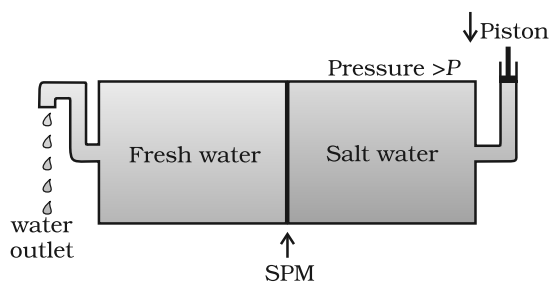 Piston
Pressure >P
Fresh water
Salt water
water
outlet
SPM